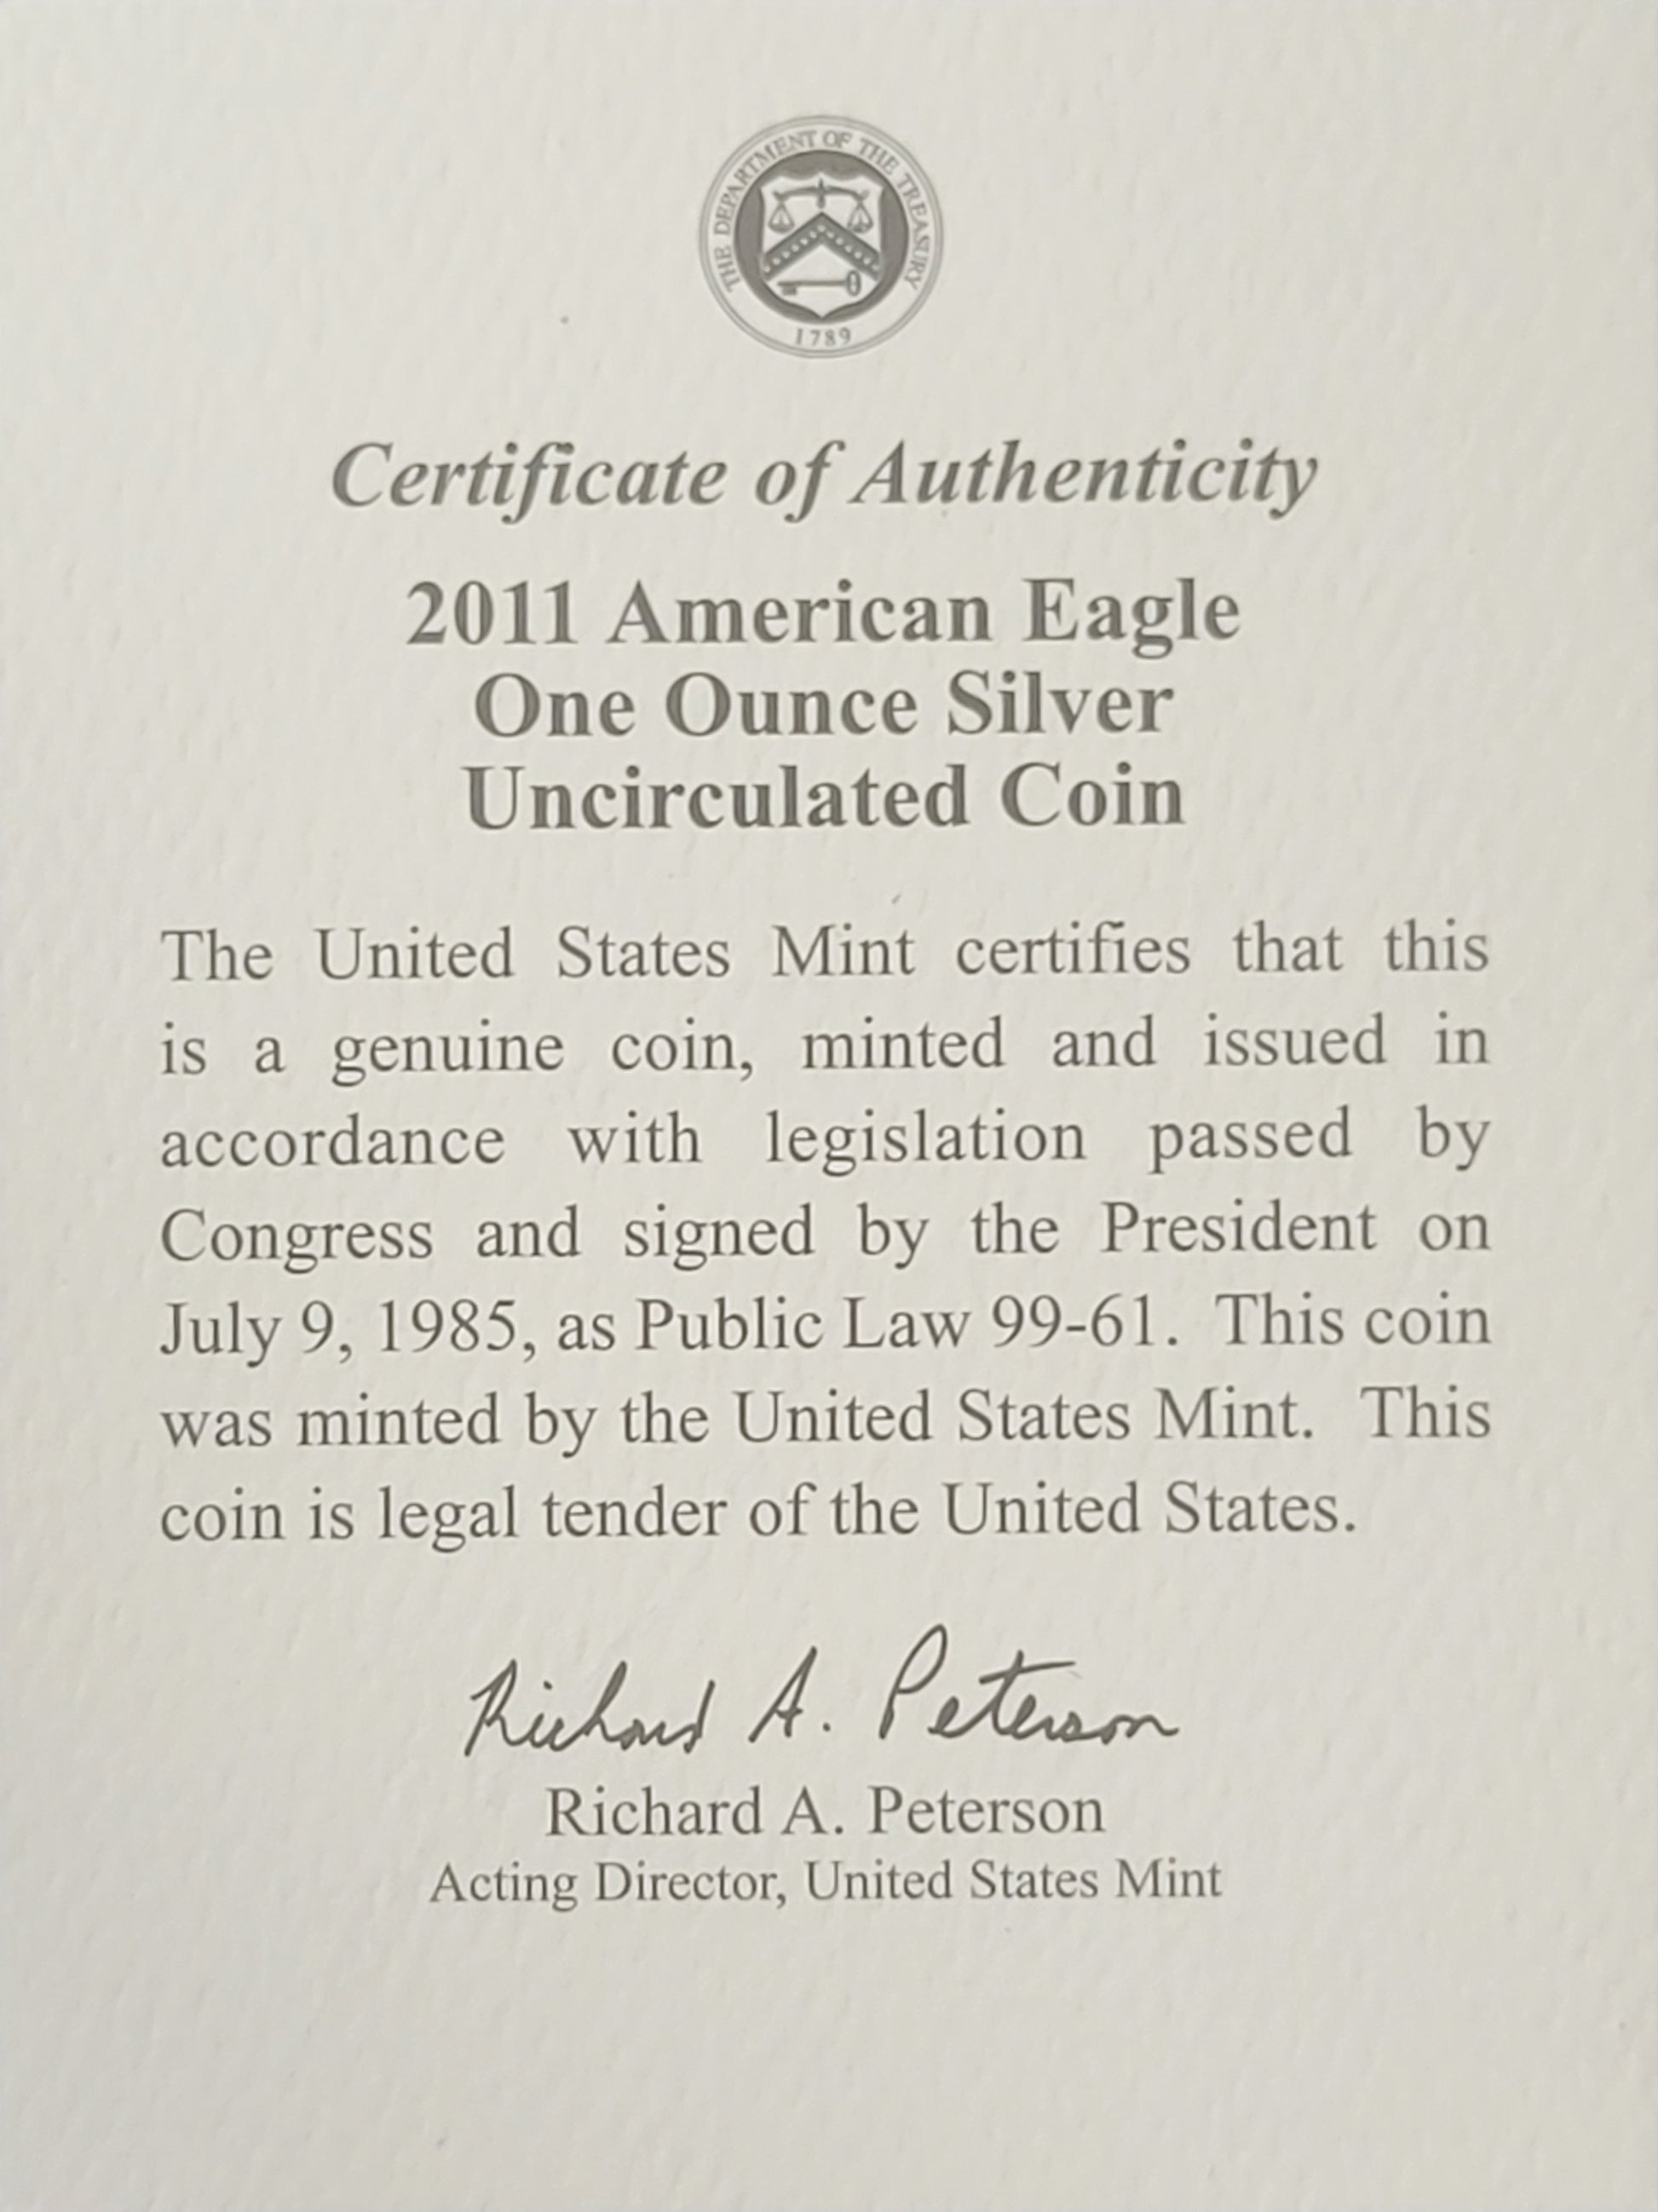 THE DEPARTMENT OF THE TREASURY
1789
Certificate of Authenticity
2011 American Eagle
One Ounce Silver
Uncirculated Coin
The United States Mint certifies that this
is a genuine coin, minted and issued in
accordance with legislation passed by
Congress and signed by the President on
July 9, 1985, as Public Law 99-61. This coin
was minted by the United States Mint. This
coin is legal tender of the United States.
Richard A. Peterson
Richard A. Peterson
Acting Director, United States Mint